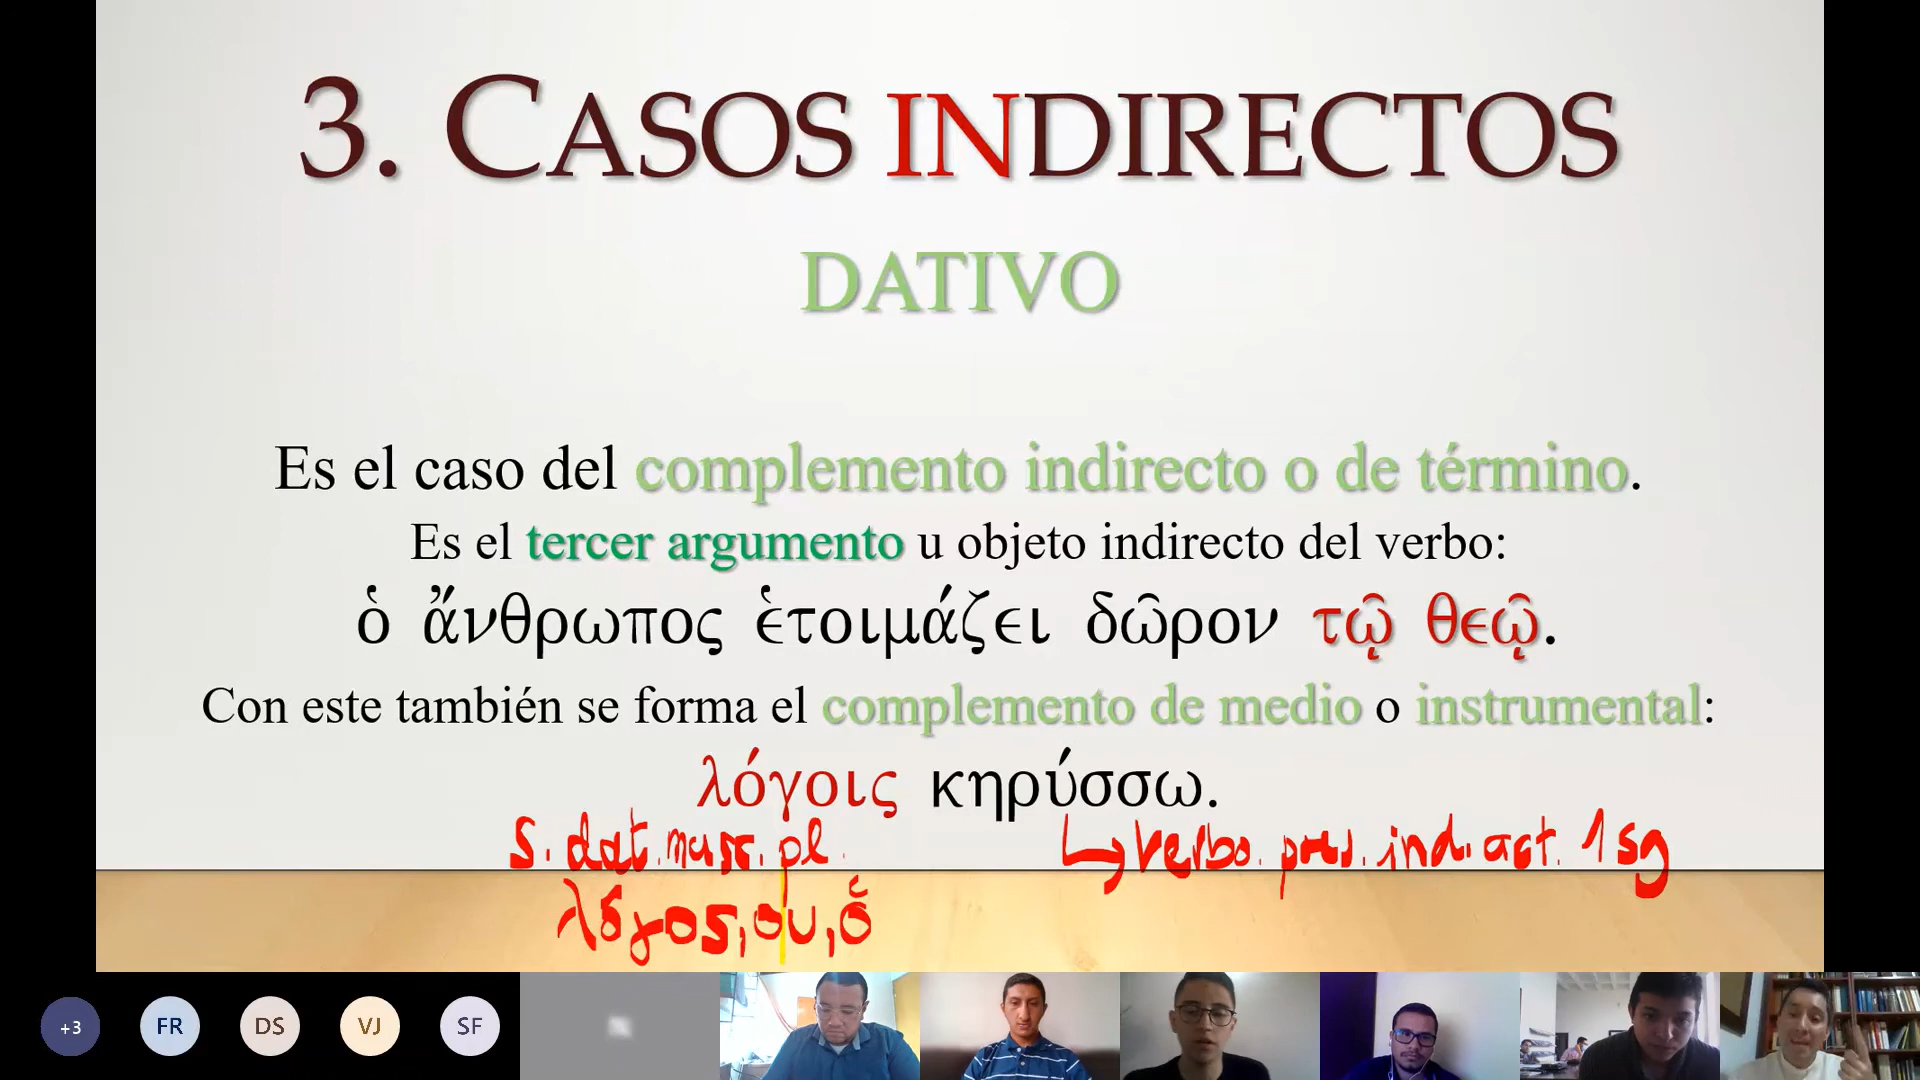 3. CASOS INDIRECTOS
DATIVO
Es el caso del complemento indirecto o de término.
Es el tercer argumento u objeto indirecto del verbo:
ὁ ἄνθρωπος ἑτοιμάζει δῶρον τῷ θεῷ.
Con este también se forma el complemento de medio o instrumental:
λόγοις κηρύσσω.
S. dat. masc. pl. ↳ Verbo. pres. ind. act. 1 sg
λόγος, ου, ὁ
+3 FR DS VJ SF